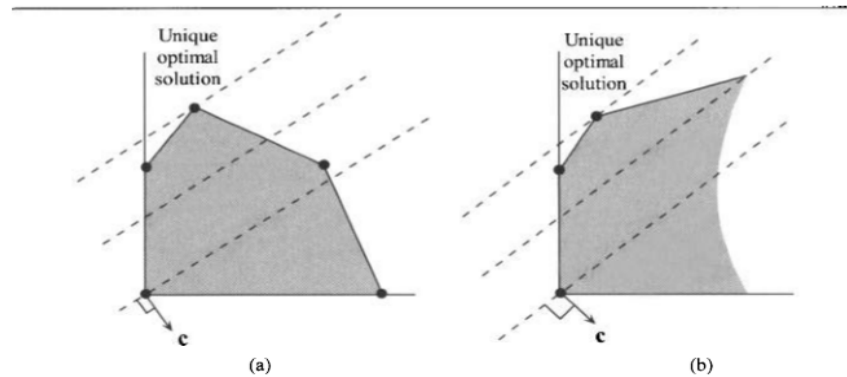 Unique
optimal
solution
c
(a)
Unique
optimal
solution
c
(b)